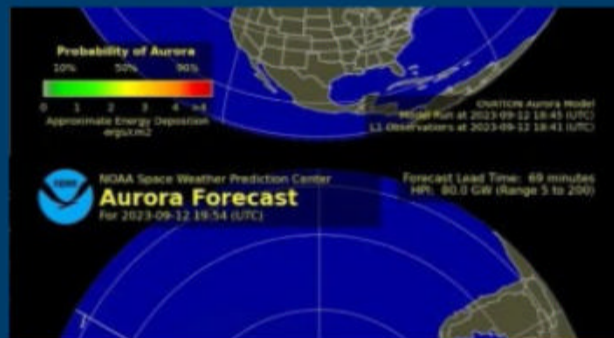 Probability of Aurora
10% 50% 90%
0 1 2 3 4 >4
Approximate Energy Deposition
ergs/cm2
OVATION Aurora Model
Model Run at 2023-09-12 18:45 (UTC)
L1 Observations at 2023-09-12 18:41 (UTC)
NOAA Space Weather Prediction Center
Aurora Forecast
For 2023-09-12 19:54 (UTC)
Forecast Lead Time: 69 minutes
HPI: 80.0 GW (Range 5 to 200)